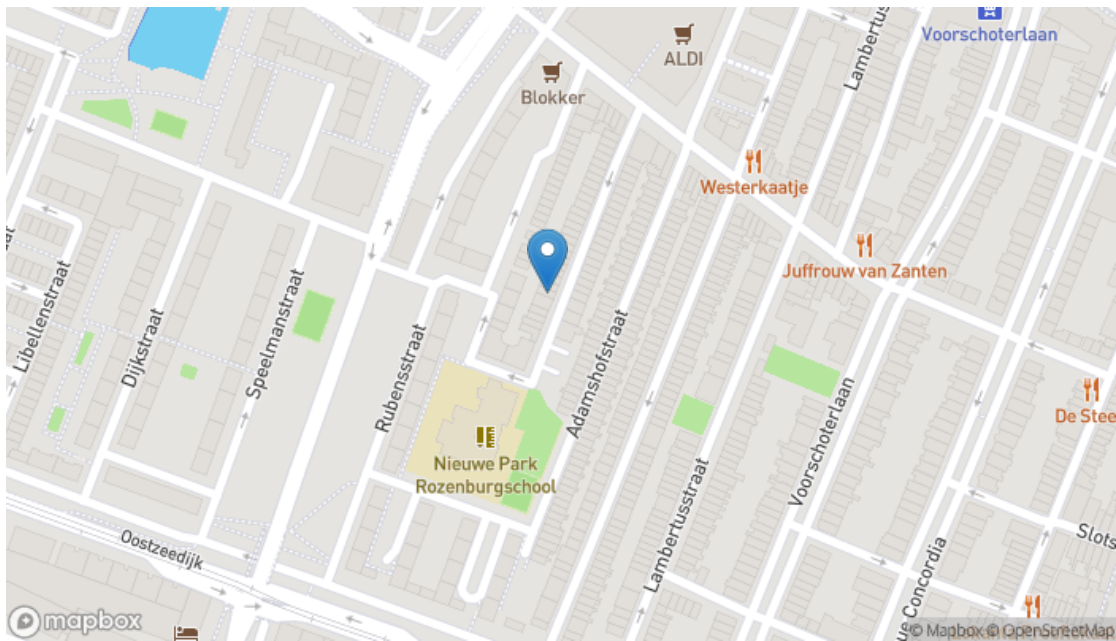 Voorschoterlaan
ALDI
Blokker
Lambertus
Westerkaatje
Juffrouw van Zanten
Libellenstraat
Dijkstraat
Speelmanstraat
Rubensstraat
Adamshofstraat
Voorschoterlaan
De Stee
Nieuwe Park
Rozenburgschool
Lambertusstraat
Slots
Oostzeedijk
ue Concordia
mapbox
© Mapbox © OpenStreetMap